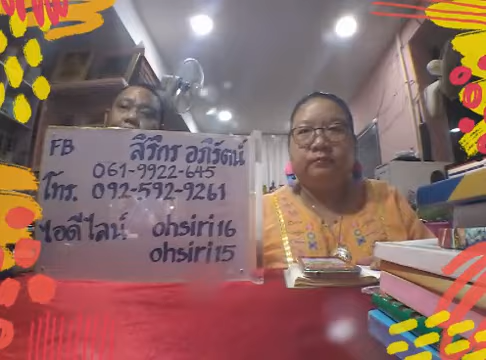 FB สิริกร อภิรัตน์
061-9922-645
โทร. 092-592-9261
ไอดีไลน์ ohsiri16
ohsiri15